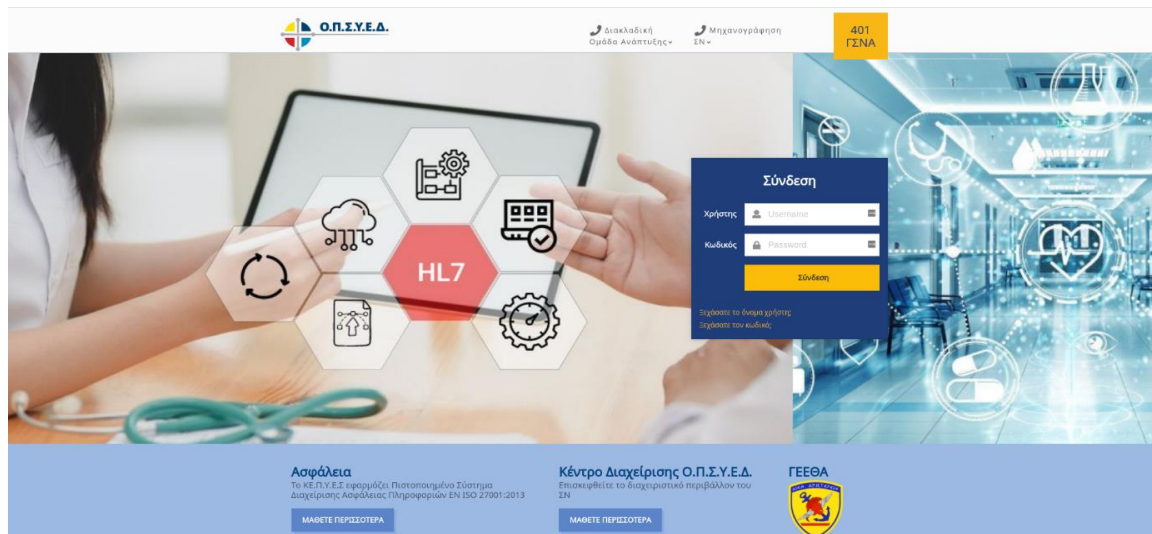 Ο.Π.Σ.Υ.Ε.Δ.
Διακλαδική
Ομάδα Ανάπτυξης
Μηχανογράφηση
ΣΝ
401
ΓΣΝΑ
HL7
Σύνδεση
Χρήστης
Username
Κωδικός
Password
Σύνδεση
Ξεχάσατε το όνομα χρήστη;
Ξεχάσατε τον κωδικό;
Ασφάλεια
Το ΚΕ.Π.Υ.Ε.Σ εφαρμόζει Πιστοποιημένο Σύστημα
Διαχείρισης Ασφάλειας Πληροφοριών EN ISO 27001:2013
ΜΑΘΕΤΕ ΠΕΡΙΣΣΟΤΕΡΑ
Κέντρο Διαχείρισης Ο.Π.Σ.Υ.Ε.Δ.
Επισκεφθείτε το διαχειριστικό περιβάλλον του
ΣΝ
ΜΑΘΕΤΕ ΠΕΡΙΣΣΟΤΕΡΑ
ΓΕΕΘΑ